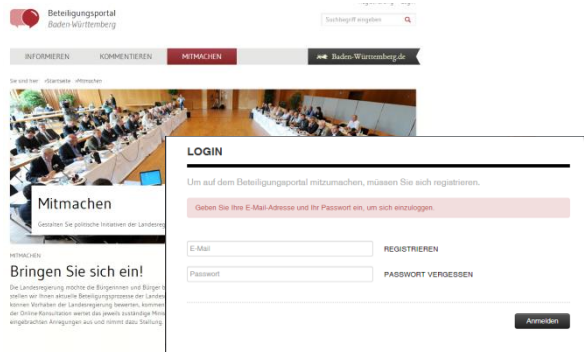 Beteiligungsportal
Baden-Württemberg
Suchbegriff eingeben
INFORMIEREN
KOMMENTIEREN
MITMACHEN
Baden-Württemberg.de
Sie sind hier: ›Startseite ›Mitmachen
Mitmachen
Gestalten Sie politische Initiativen der Landesreg
MITMACHEN
Bringen Sie sich ein!
Die Landesregierung möchte die Bürgerinnen und Bürger b
stellen wir Ihnen aktuelle Beteiligungsprozesse der Landes
können Vorhaben der Landesregierung bewerten, kommen
der Online Konsultation wertet das jeweils zuständige Minis
eingebrachten Anregungen aus und nimmt dazu Stellung.
LOGIN
Um auf dem Beteiligungsportal mitzumachen, müssen Sie sich registrieren.
Geben Sie Ihre E-Mail-Adresse und Ihr Passwort ein, um sich einzuloggen.
E-Mail
REGISTRIEREN
Passwort
PASSWORT VERGESSEN
Anmelden